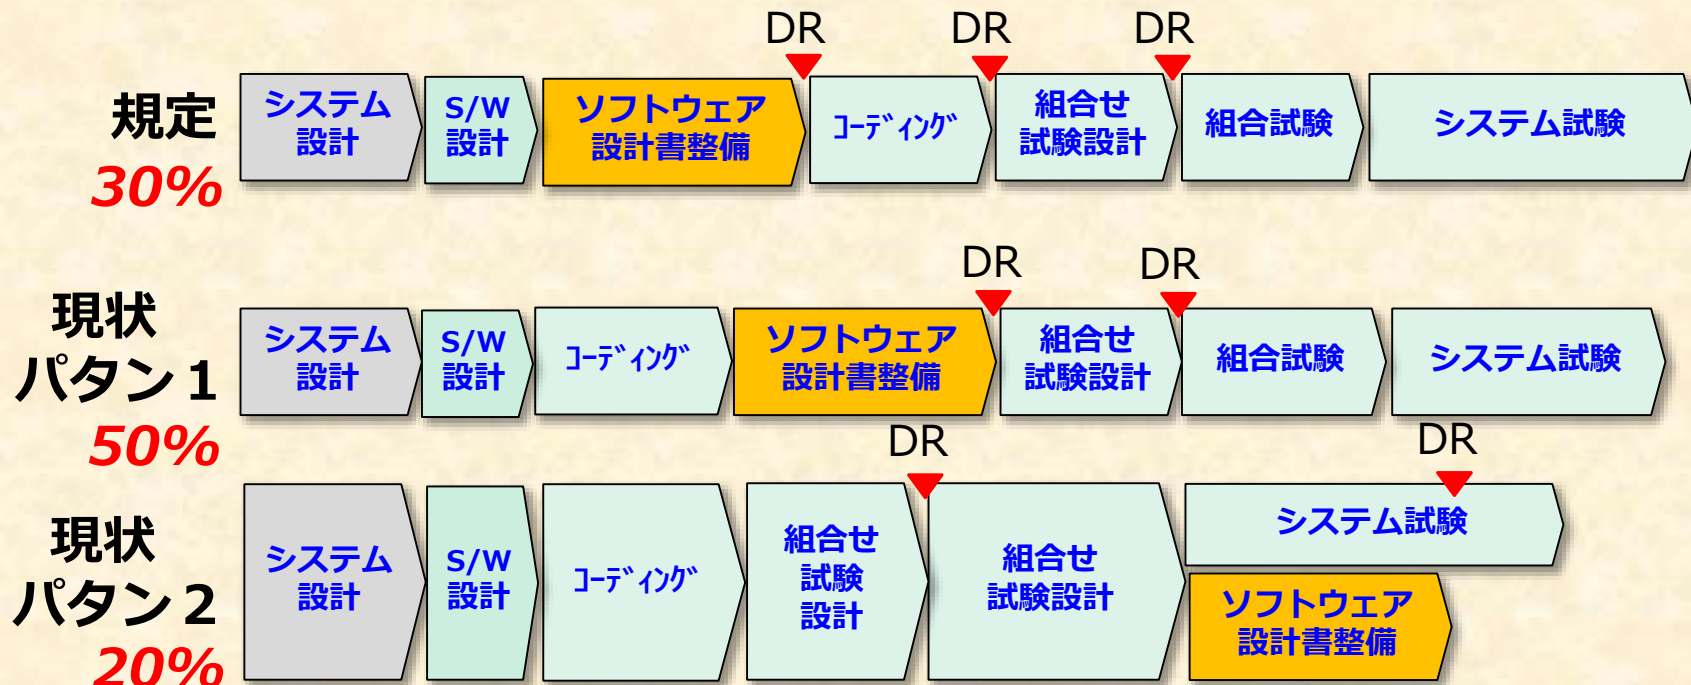 DR
DR
DR
規定
30%
システム
設計
S/W
設計
ソフトウェア
設計書整備
ｺｰﾃﾞｨﾝｸﾞ
組合せ
試験設計
組合試験
システム試験
DR
DR
現状
パタン１
50%
システム
設計
S/W
設計
ｺｰﾃﾞｨﾝｸﾞ
ソフトウェア
設計書整備
組合せ
試験設計
組合試験
システム試験
DR
DR
現状
パタン２
20%
システム
設計
S/W
設計
ｺｰﾃﾞｨﾝｸﾞ
組合せ
試験
設計
組合せ
試験設計
システム試験
ソフトウェア
設計書整備